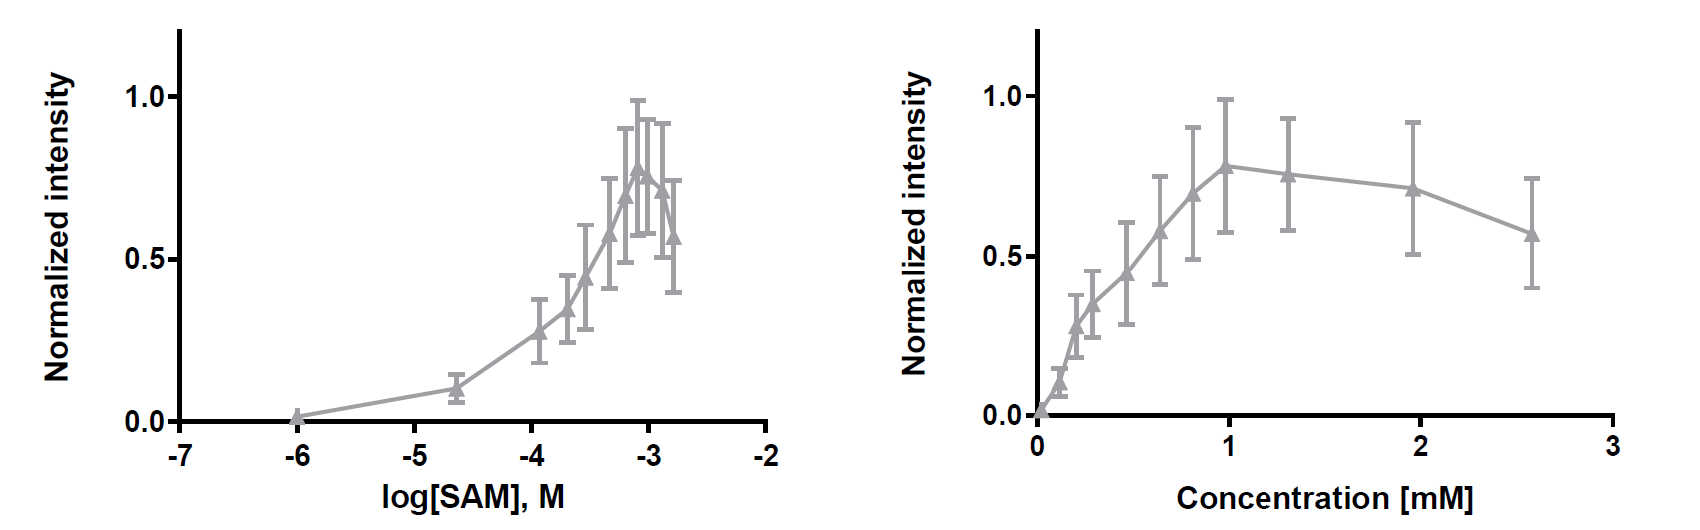 Normalized intensity
1.0
0.5
0.0
-7 -6 -5 -4 -3 -2
log[SAM], M
Normalized intensity
1.0
0.5
0.0
0 1 2 3
Concentration [mM]